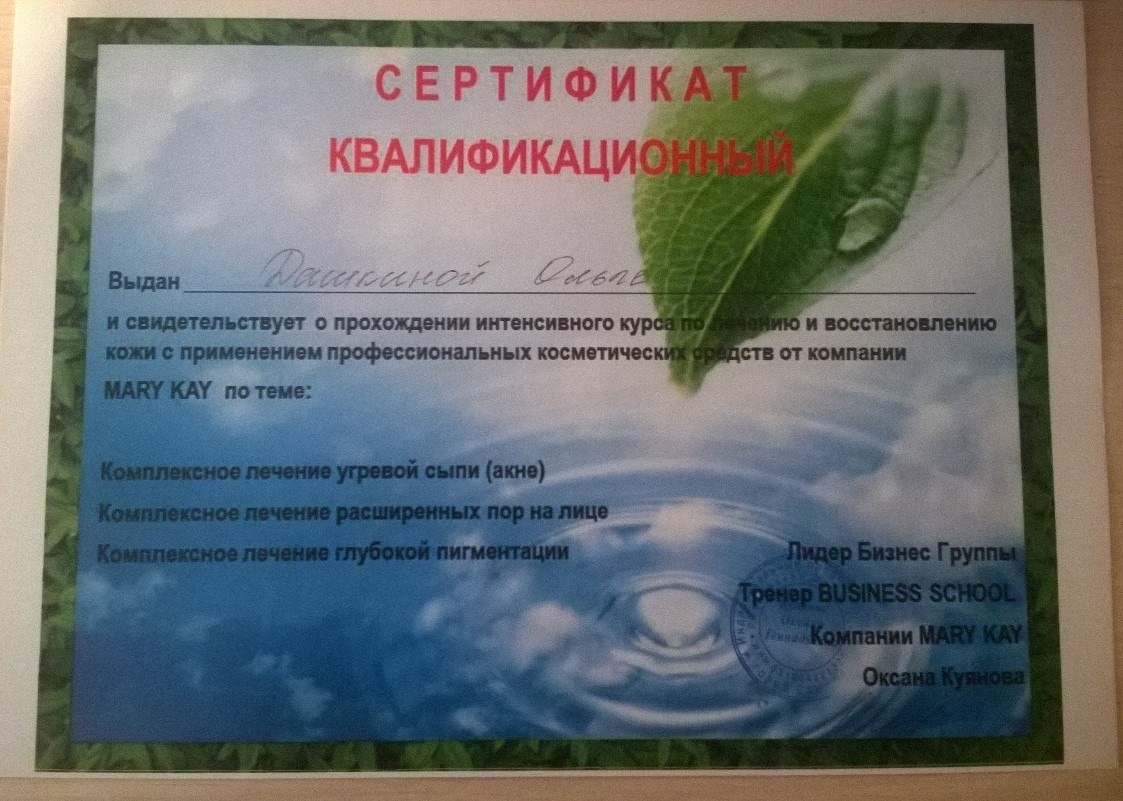 СЕРТИФИКАТ
КВАЛИФИКАЦИОННЫЙ
Выдан Дашкиной Ольге
и свидетельствует о прохождении интенсивного курса по лечению и восстановлению
кожи с применением профессиональных косметических средств от компании
MARY KAY по теме:
Комплексное лечение угревой сыпи (акне)
Комплексное лечение расширенных пор на лице
Комплексное лечение глубокой пигментации
Лидер Бизнес Группы
Тренер BUSINESS SCHOOL
Компании MARY KAY
Оксана Куянова